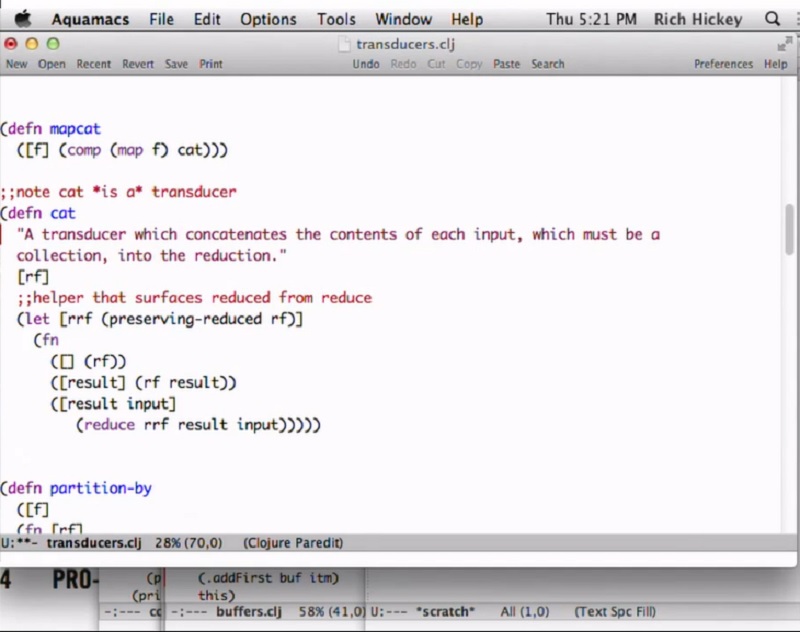 Aquamacs File Edit Options Tools Window Help Thu 5:21 PM Rich Hickey
transducers.clj
New Open Recent Revert Save Print Undo Redo Cut Copy Paste Search Preferences Help
(defn mapcat
([f] (comp (map f) cat)))
;;note cat *is a* transducer
(defn cat
"A transducer which concatenates the contents of each input, which must be a
collection, into the reduction."
[rf]
;;helper that surfaces reduced from reduce
(let [rrf (preserving-reduced rf)]
(fn
([] (rf))
([result] (rf result))
([result input]
(reduce rrf result input)))))
(defn partition-by
([f]
(fn [rf]
U:**- transducers.clj 28% (70,0) (Clojure Paredit)
4 PRO- (p (.addFirst buf itm)
(pri this)
-:--- cc -:--- buffers.clj 58% (41,0) U:--- *scratch* All (1,0) (Text Spc Fill)